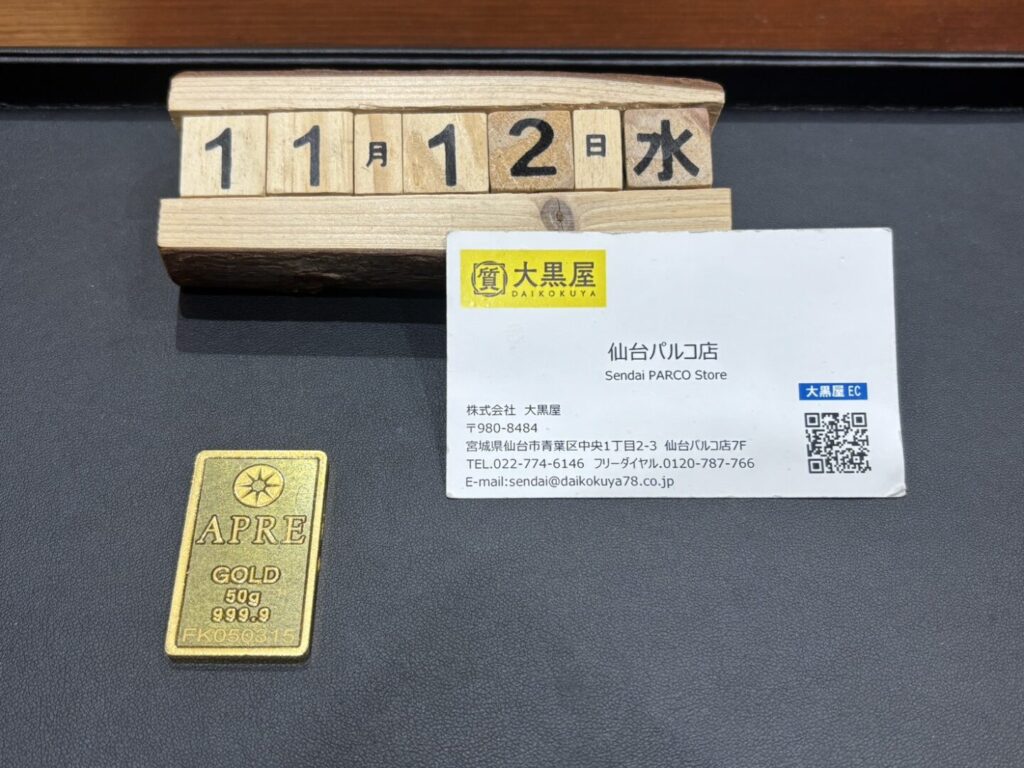 11月12日水
質 大黒屋
DAIKOKUYA
仙台パルコ店
Sendai PARCO Store
大黒屋 EC
株式会社 大黒屋
〒980-8484
宮城県仙台市青葉区中央1丁目2-3 仙台パルコ店7F
TEL.022-774-6146 フリーダイヤル.0120-787-766
E-mail:sendai@daikokuya78.co.jp
APRE
GOLD
50g
999.9
FK050315